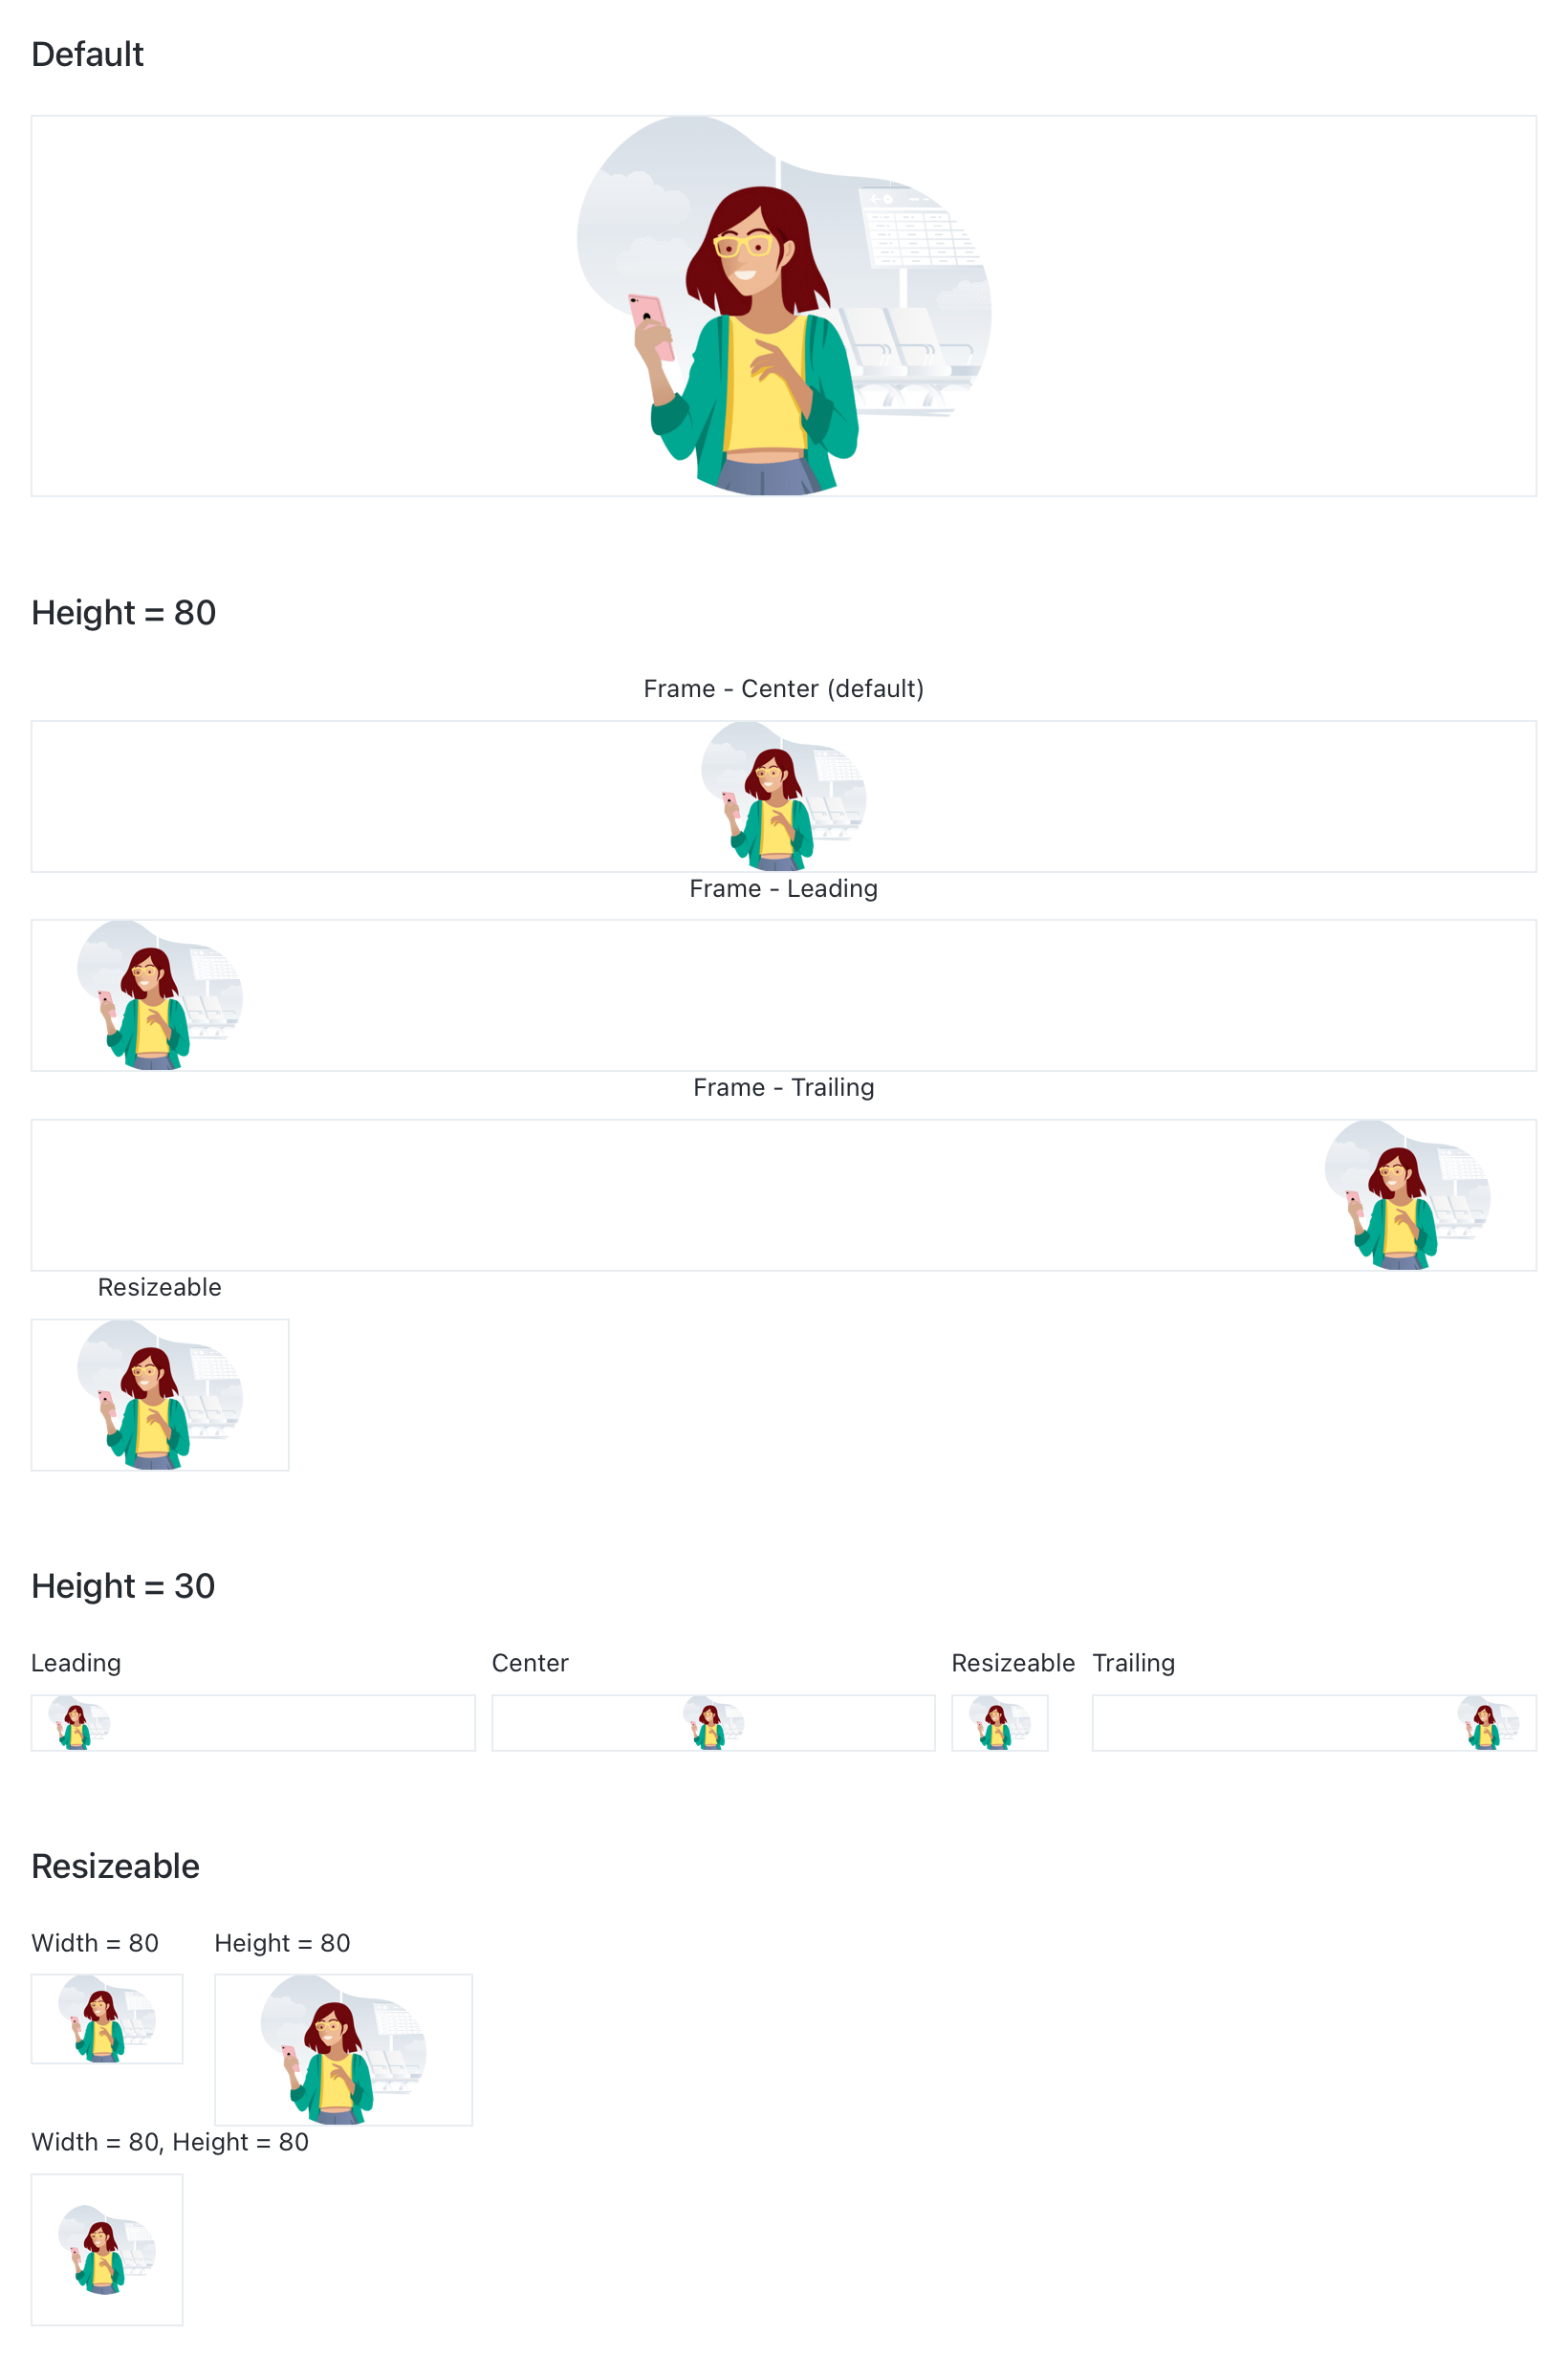 Default
Height = 80
Frame - Center (default)
Frame - Leading
Frame - Trailing
Resizeable
Height = 30
Leading
Center
Resizeable
Trailing
Resizeable
Width = 80
Height = 80
Width = 80, Height = 80